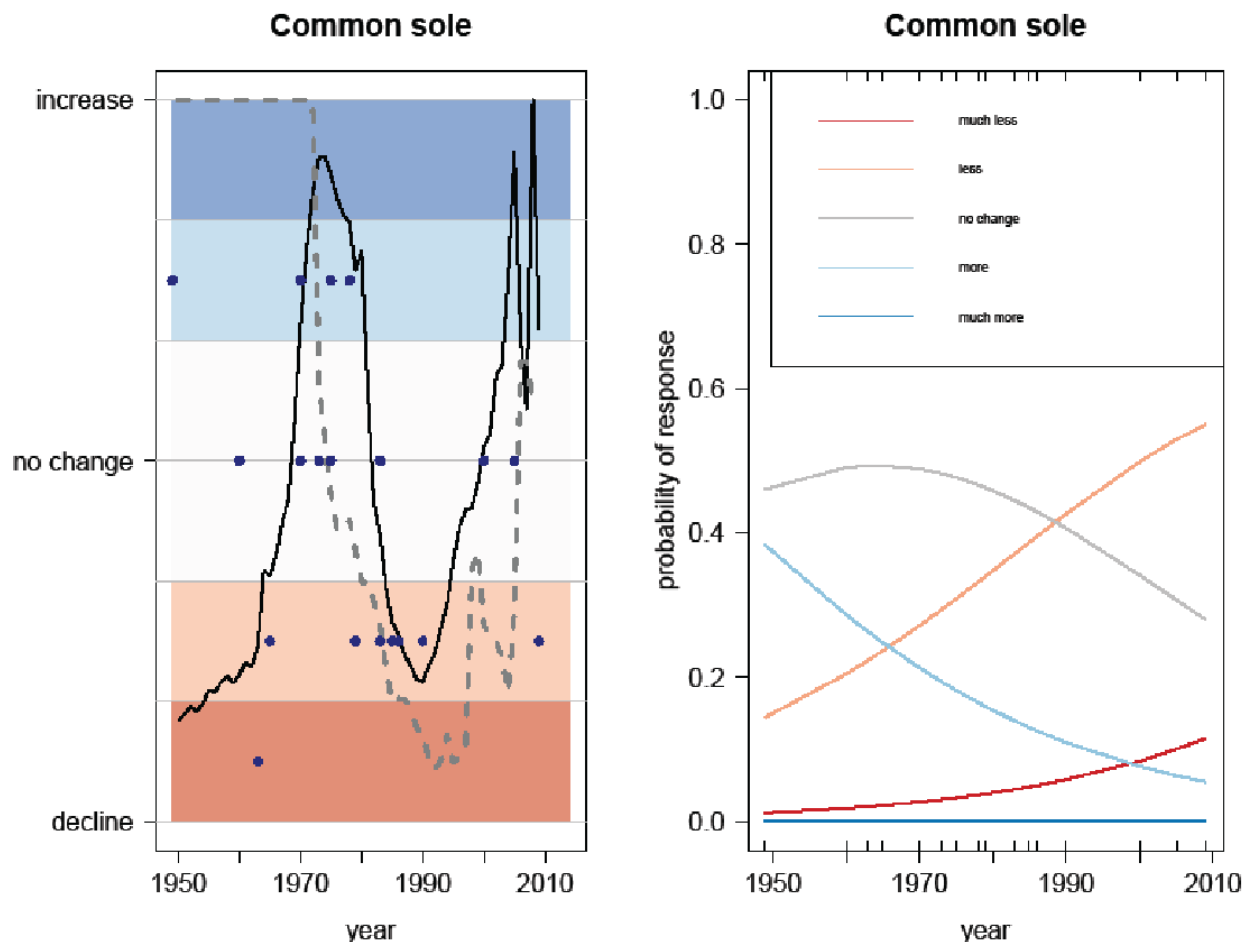 Common sole
increase
no change
decline
1950 1970 1990 2010
year
Common sole
1.0
0.8
0.6
0.4
0.2
0.0
probability of response
much less
less
no change
more
much more
1950 1970 1990 2010
year